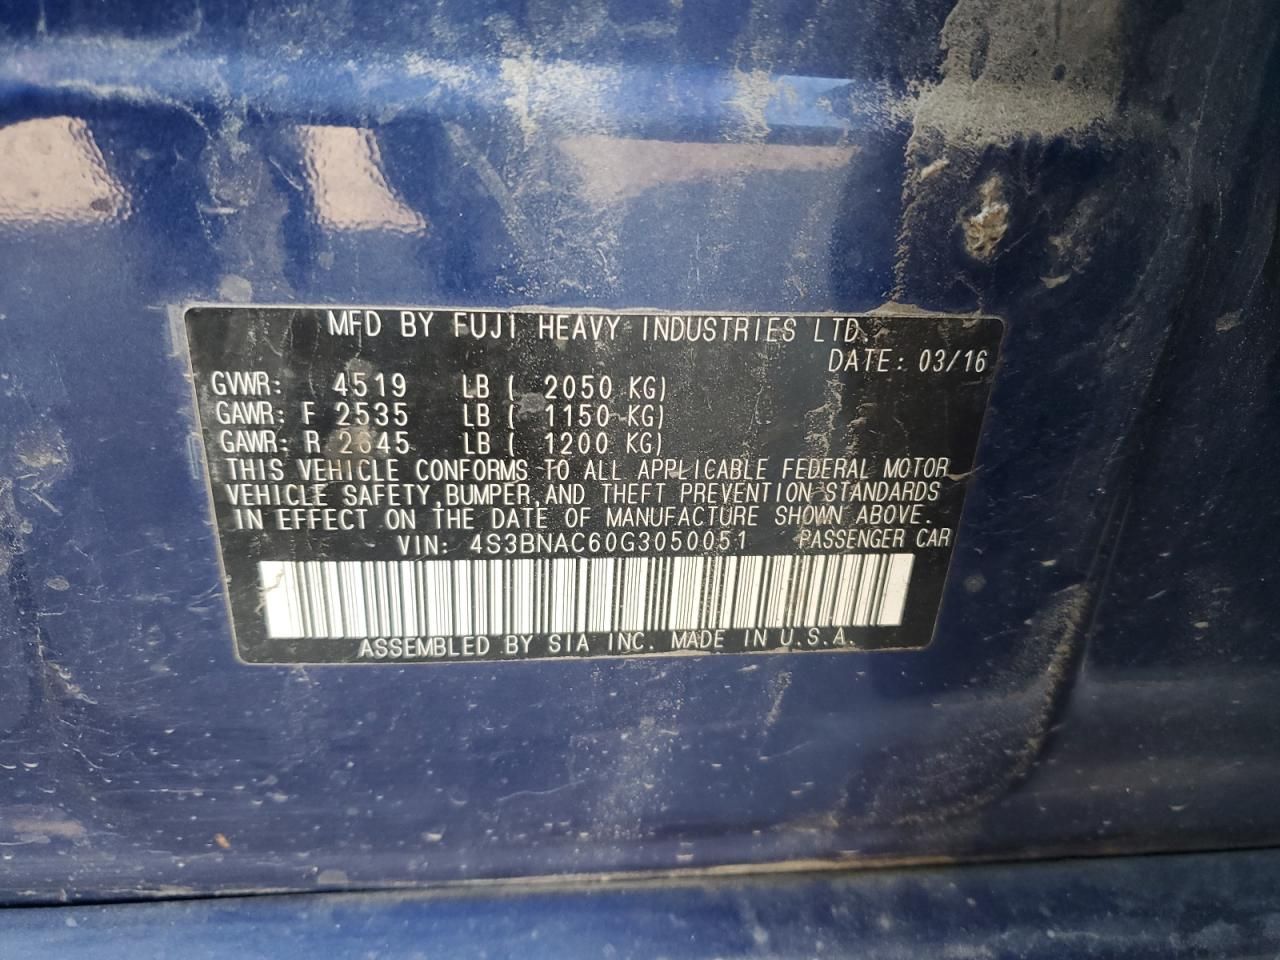 MFD BY FUJI HEAVY INDUSTRIES LTD.
DATE: 03/16
GVWR: 4519 LB ( 2050 KG)
GAWR: F 2535 LB ( 1150 KG)
GAWR: R 2645 LB ( 1200 KG)
THIS VEHICLE CONFORMS TO ALL APPLICABLE FEDERAL MOTOR
VEHICLE SAFETY,BUMPER,AND THEFT PREVENTION STANDARDS
IN EFFECT ON THE DATE OF MANUFACTURE SHOWN ABOVE.
VIN: 4S3BNAC60G3050051 PASSENGER CAR
ASSEMBLED BY SIA INC. MADE IN U.S.A.